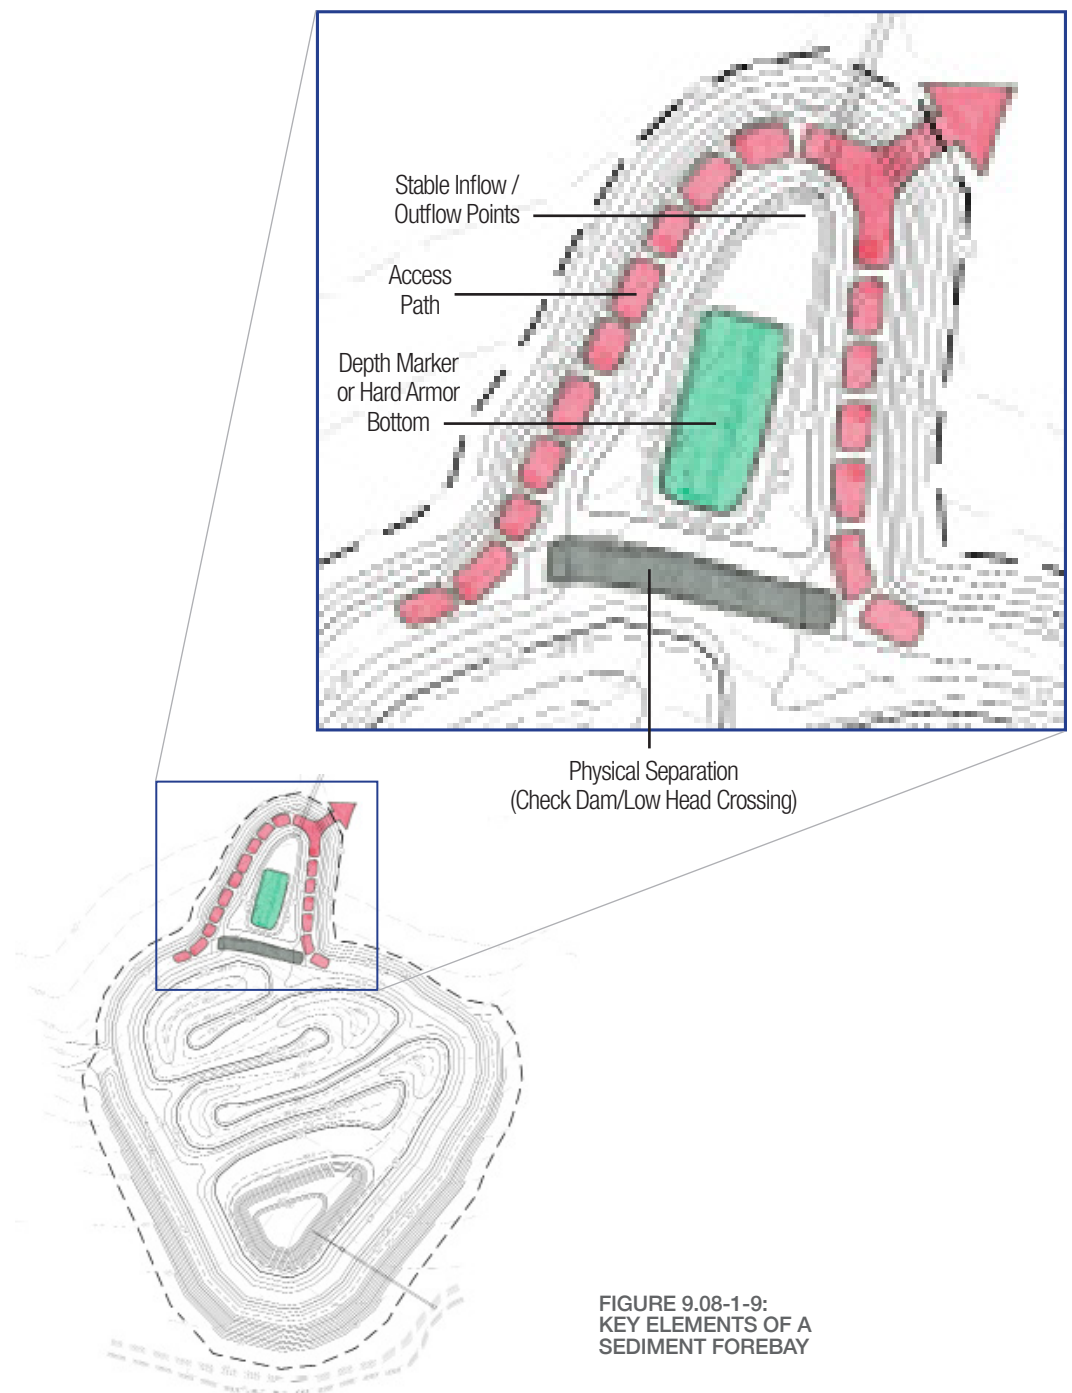 Stable Inflow /
Outflow Points
Access
Path
Depth Marker
or Hard Armor
Bottom
Physical Separation
(Check Dam/Low Head Crossing)
FIGURE 9.08-1-9:
KEY ELEMENTS OF A
SEDIMENT FOREBAY